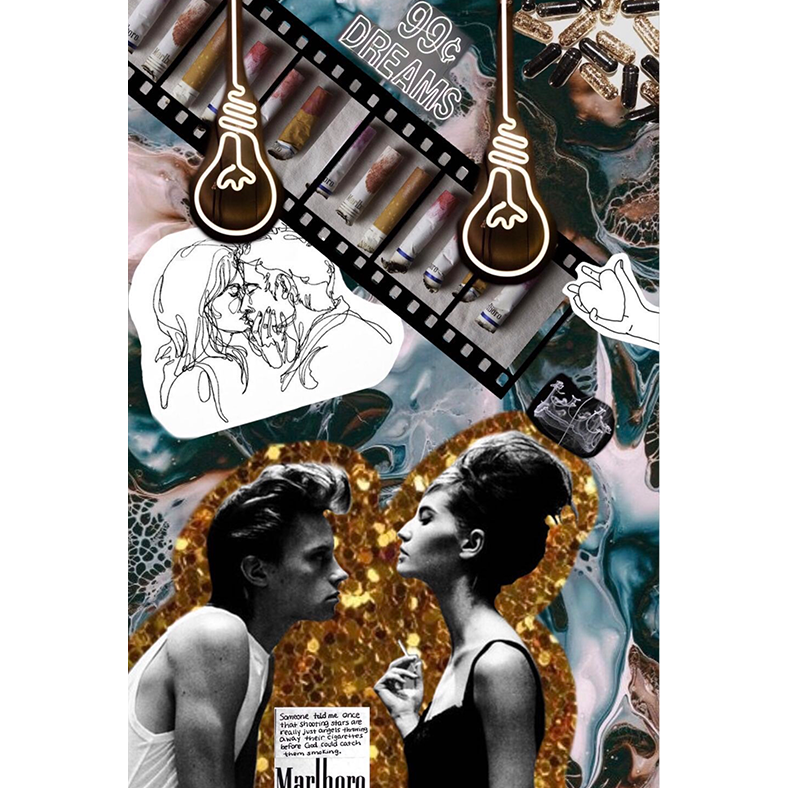 99¢
DREAMS
Someone told me once
that shooting stars are
really just angels throwing
away their cigarettes
before God could catch
them smoking.
Marlboro